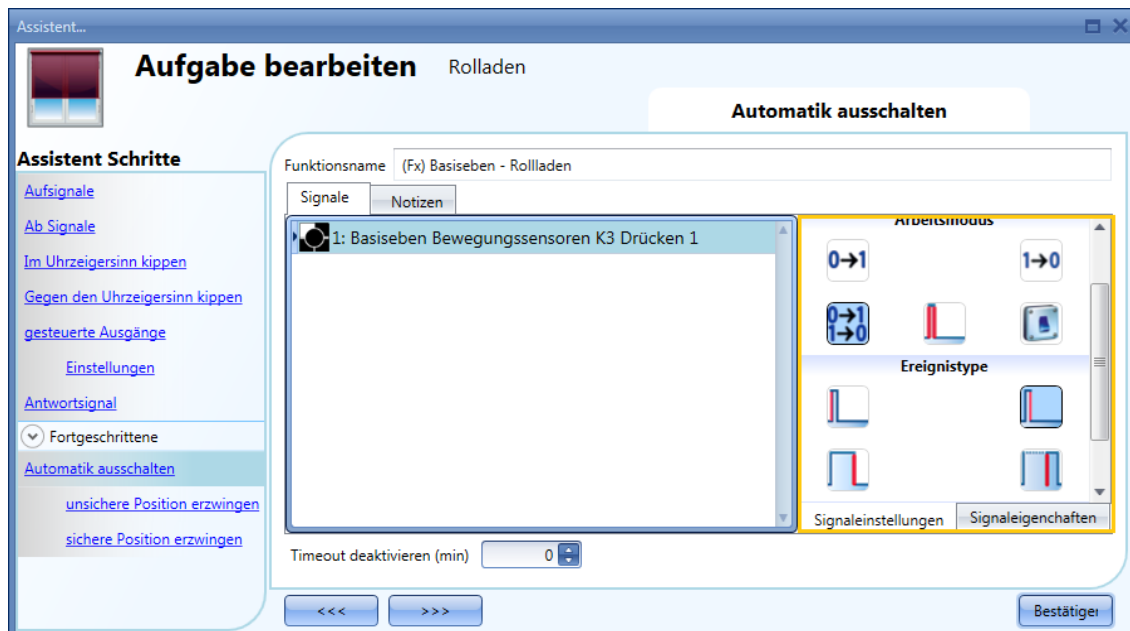 Assistent...
Aufgabe bearbeiten Rolladen
Automatik ausschalten
Assistent Schritte
Aufsignale
Ab Signale
Im Uhrzeigersinn kippen
Gegen den Uhrzeigersinn kippen
gesteuerte Ausgänge
Einstellungen
Antwortsignal
Fortgeschrittene
Automatik ausschalten
unsichere Position erzwingen
sichere Position erzwingen
Funktionsname (Fx) Basiseben - Rollladen
Signale Notizen
1: Basiseben Bewegungssensoren K3 Drücken 1
Arbeitsmodus
0→1 1→0
0→1
1→0
Ereignistype
Signaleinstellungen Signaleigenchaften
Timeout deaktivieren (min) 0
<<< >>> Bestätiger